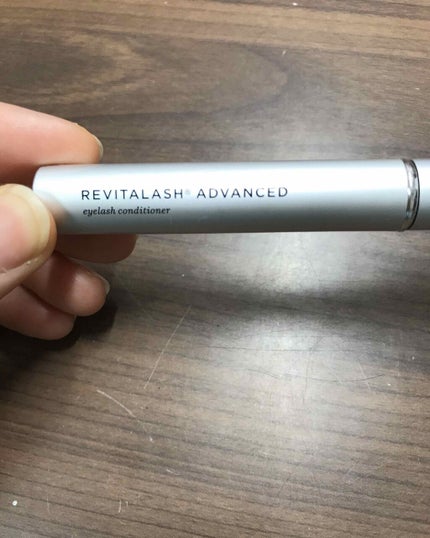 REVITALASH® ADVANCED
eyelash conditioner